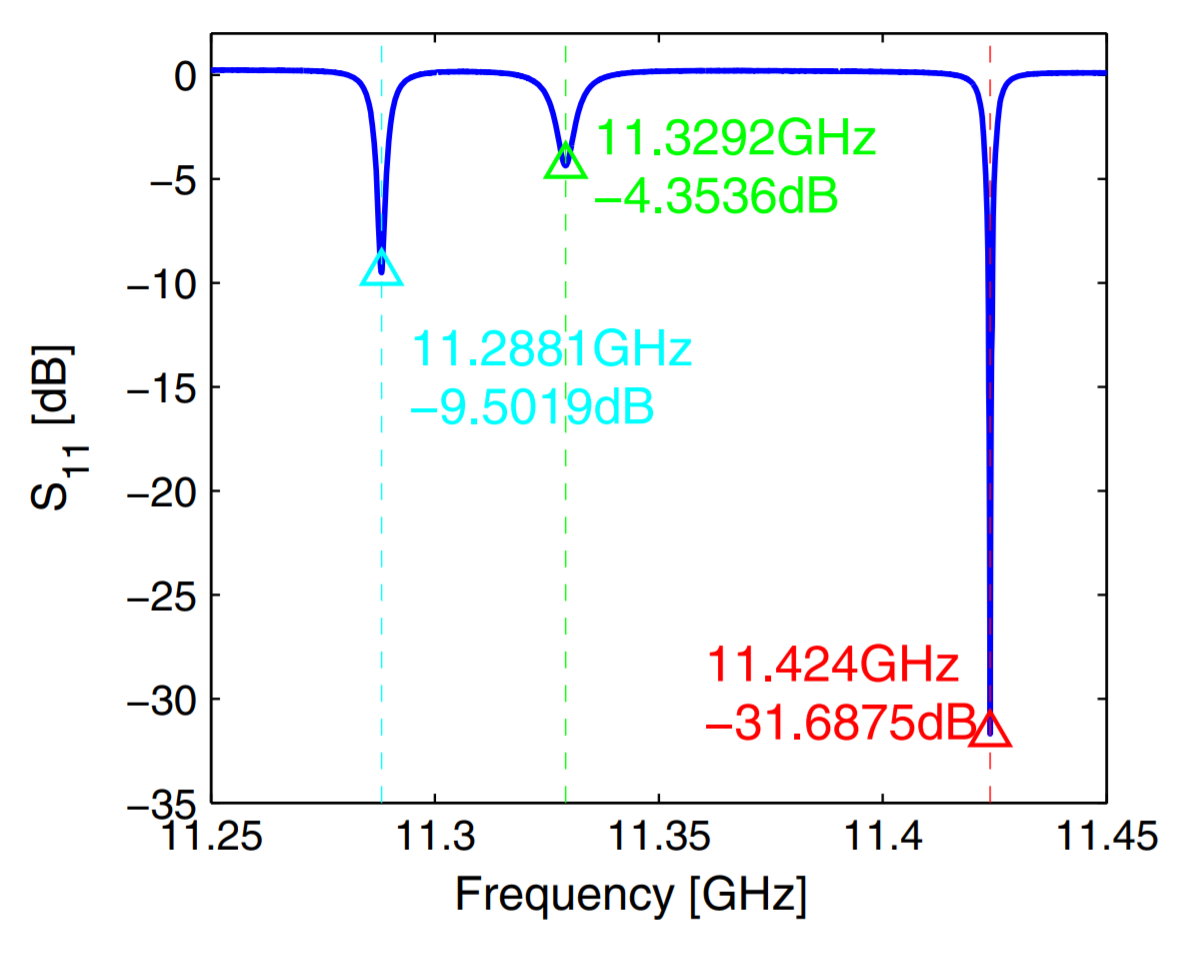 0
−5
−10
−15
−20
−25
−30
−35
S11 [dB]
11.3292GHz
−4.3536dB
11.2881GHz
−9.5019dB
11.424GHz
−31.6875dB
11.25
11.3
11.35
11.4
11.45
Frequency [GHz]